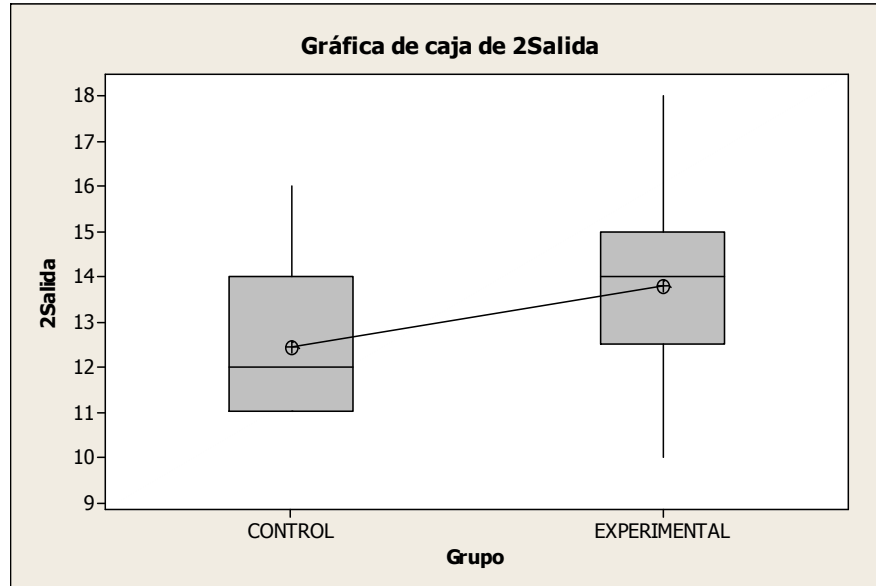 Gráfica de caja de 2Salida
18
17
16
15
14
13
12
11
10
9
2Salida
CONTROL EXPERIMENTAL
Grupo